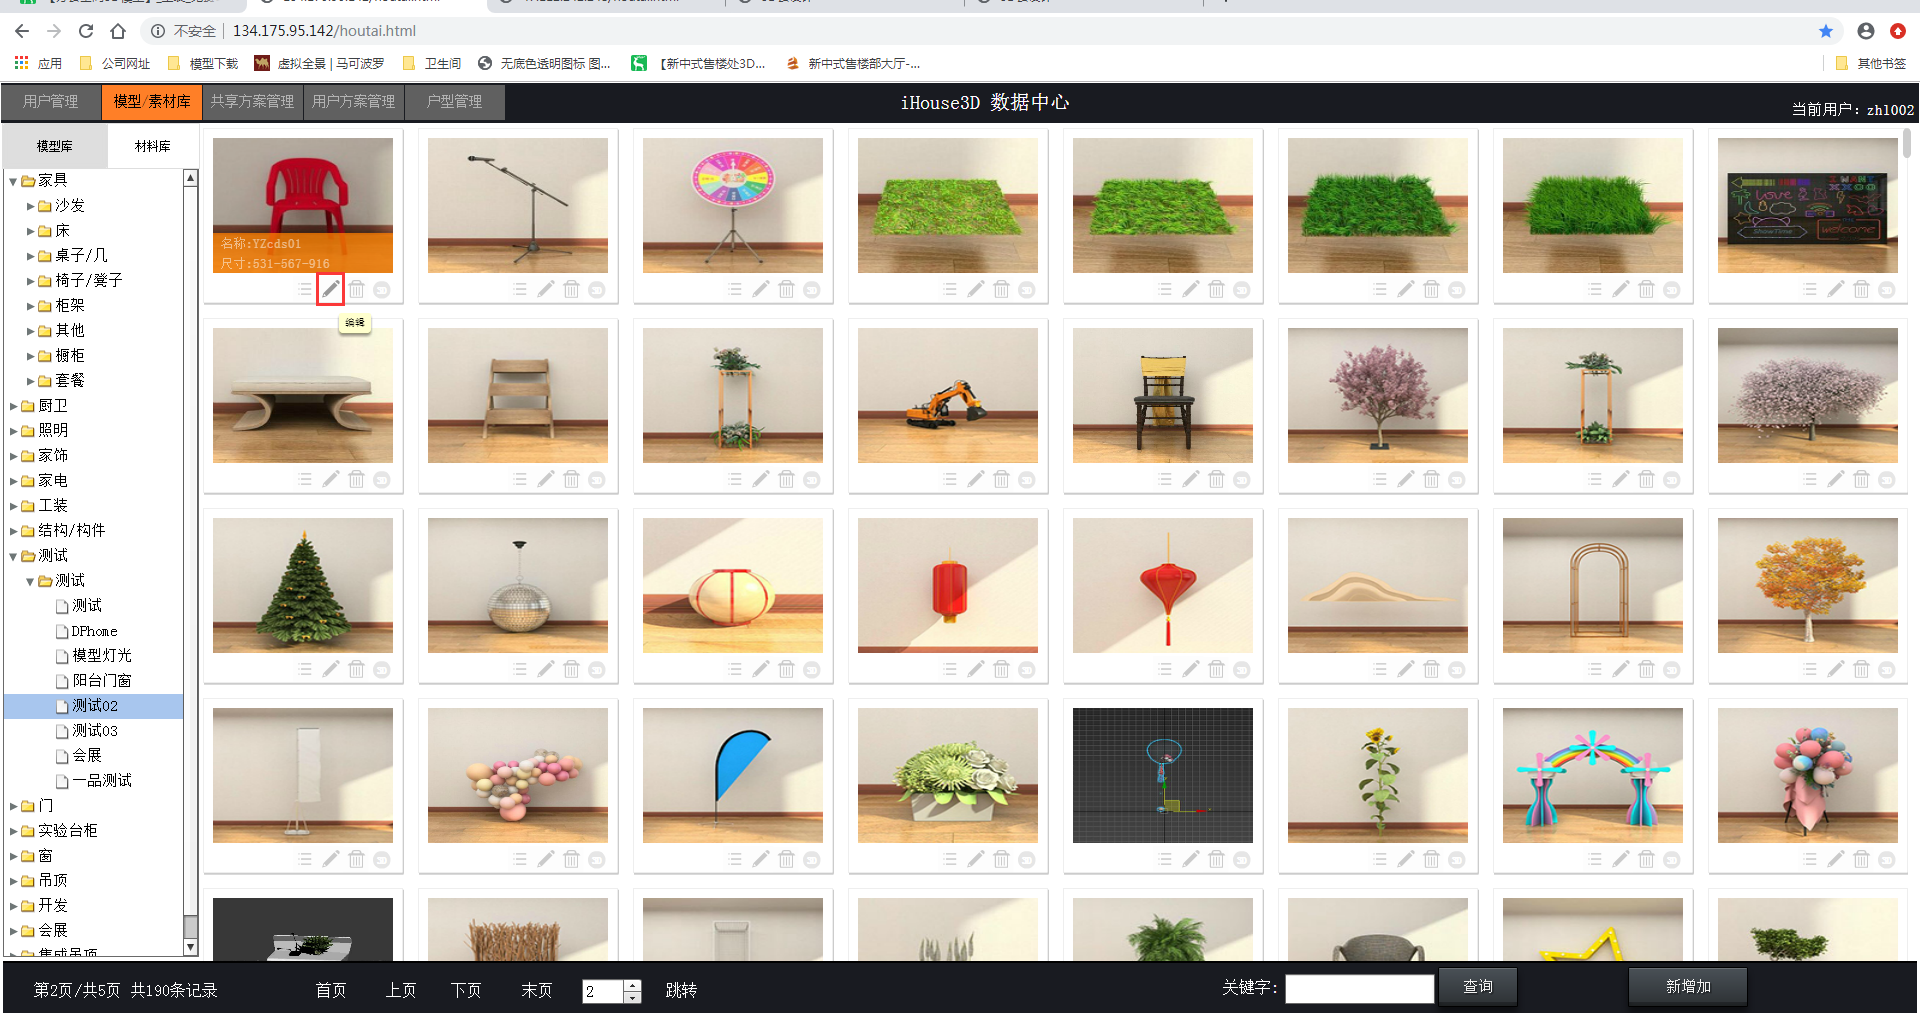 不安全 | 134.175.95.142/houtai.html
应用 公司网址 模型下载 虚拟全景 | 马可波罗 卫生间 无底色透明图标 图... 【新中式售楼处3D... 新中式售楼部大厅-... 其他书签
用户管理 模型/素材库 共享方案管理 用户方案管理 户型管理 iHouse3D 数据中心 当前用户: zhl002
模型库 材料库
家具
沙发
床
桌子/几
椅子/凳子
柜架
其他
橱柜
套餐
厨卫
照明
家饰
家电
工装
结构/构件
测试
测试
测试
DPhome
模型灯光
阳台门窗
测试02
测试03
会展
一品测试
门
实验台柜
窗
吊顶
开发
会展
集成吊顶
名称:YZcds01
尺寸:531-567-916
编辑
Love
I WANT
XXOO
ShowTime
welcome
第2页/共5页 共190条记录 首页 上页 下页 末页 2 跳转 关键字: 查询 新增加